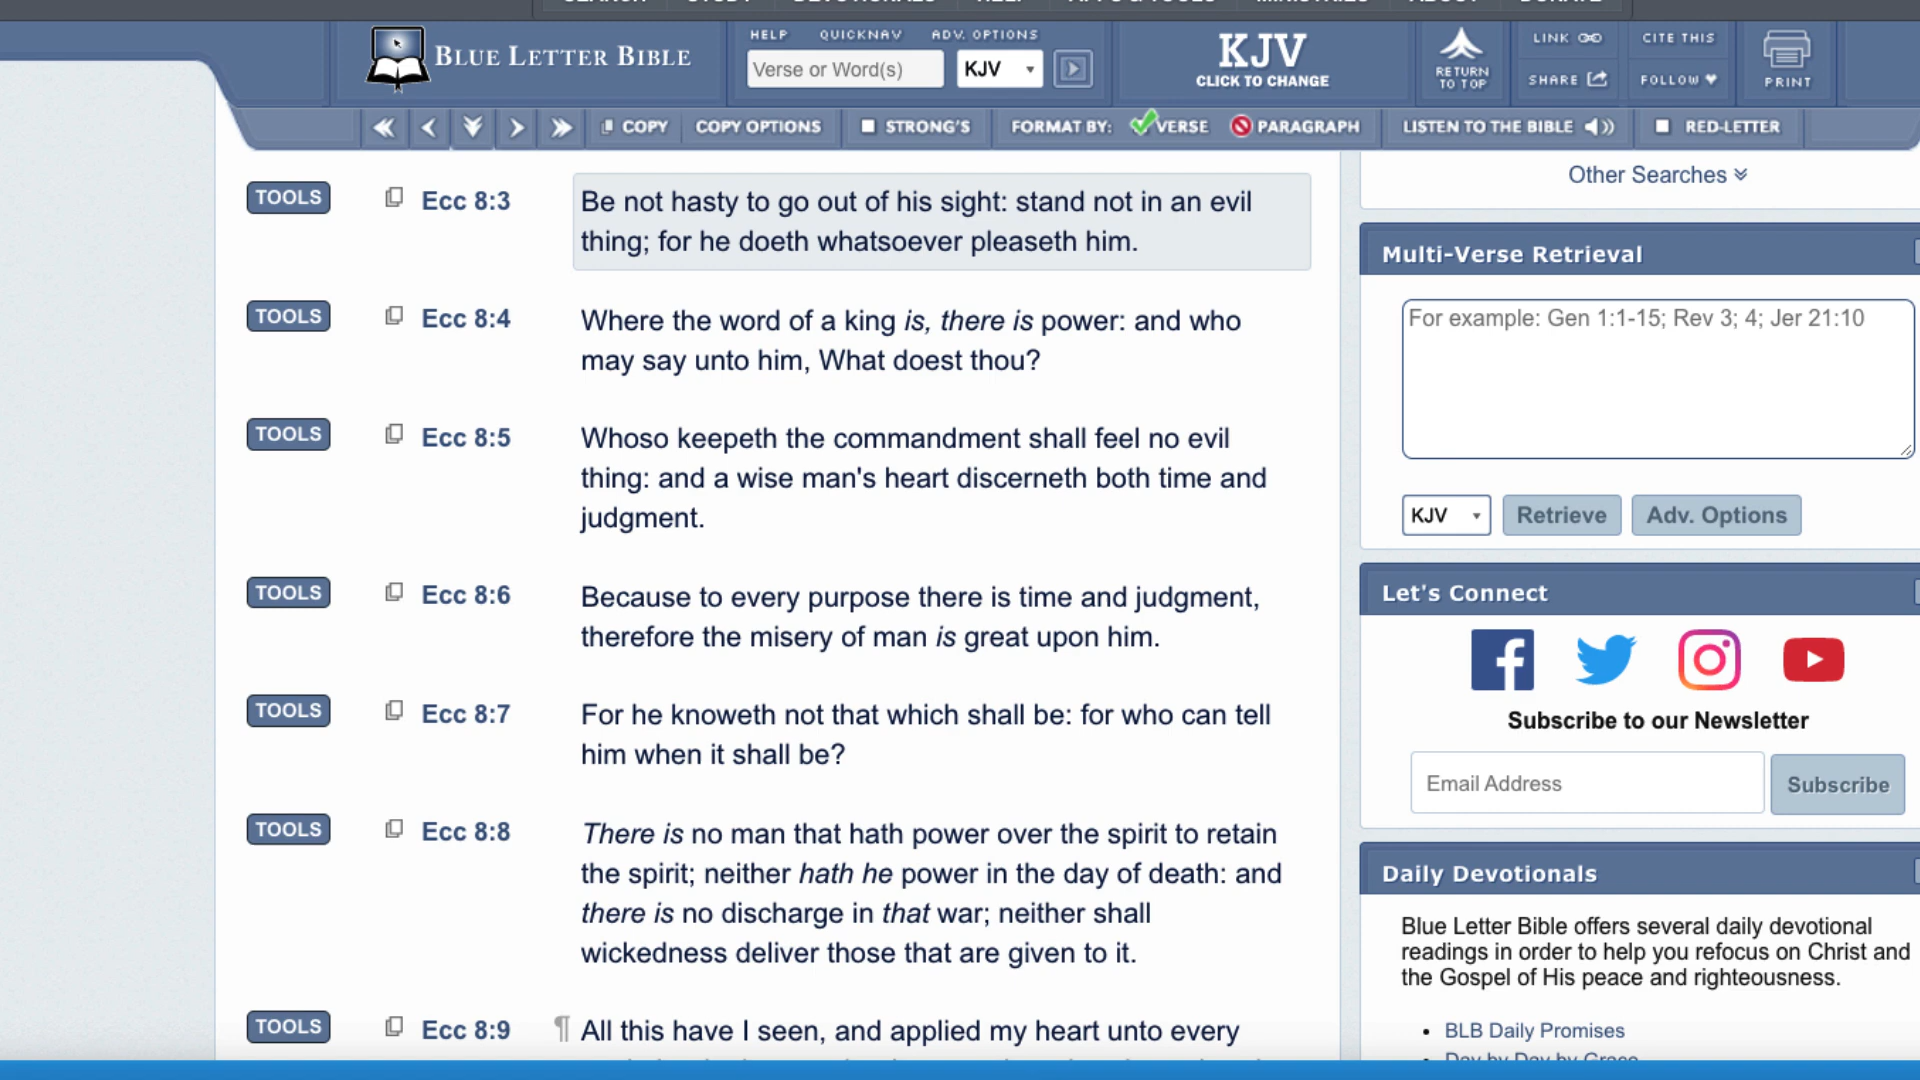 SEARCH STUDY DEVOTIONALS HELP APPS & TOOLS MINISTRIES ABOUT DONATE
BLUE LETTER BIBLE
HELP QUICKNAV ADV. OPTIONS
Verse or Word(s)
KJV
KJV
CLICK TO CHANGE
RETURN
TO TOP
LINK
SHARE
CITE THIS
FOLLOW
PRINT
COPY
COPY OPTIONS
STRONG'S
FORMAT BY:
VERSE
PARAGRAPH
LISTEN TO THE BIBLE
RED-LETTER
TOOLS
Ecc 8:3
Be not hasty to go out of his sight: stand not in an evil
thing; for he doeth whatsoever pleaseth him.
TOOLS
Ecc 8:4
Where the word of a king is, there is power: and who
may say unto him, What doest thou?
TOOLS
Ecc 8:5
Whoso keepeth the commandment shall feel no evil
thing: and a wise man's heart discerneth both time and
judgment.
TOOLS
Ecc 8:6
Because to every purpose there is time and judgment,
therefore the misery of man is great upon him.
TOOLS
Ecc 8:7
For he knoweth not that which shall be: for who can tell
him when it shall be?
TOOLS
Ecc 8:8
There is no man that hath power over the spirit to retain
the spirit; neither hath he power in the day of death: and
there is no discharge in that war; neither shall
wickedness deliver those that are given to it.
TOOLS
Ecc 8:9
¶ All this have I seen, and applied my heart unto every
Other Searches
Multi-Verse Retrieval
For example: Gen 1:1-15; Rev 3; 4; Jer 21:10
KJV
Retrieve
Adv. Options
Let's Connect
Subscribe to our Newsletter
Email Address
Subscribe
Daily Devotionals
Blue Letter Bible offers several daily devotional
readings in order to help you refocus on Christ and
the Gospel of His peace and righteousness.
• BLB Daily Promises
• Day by Day by Grace